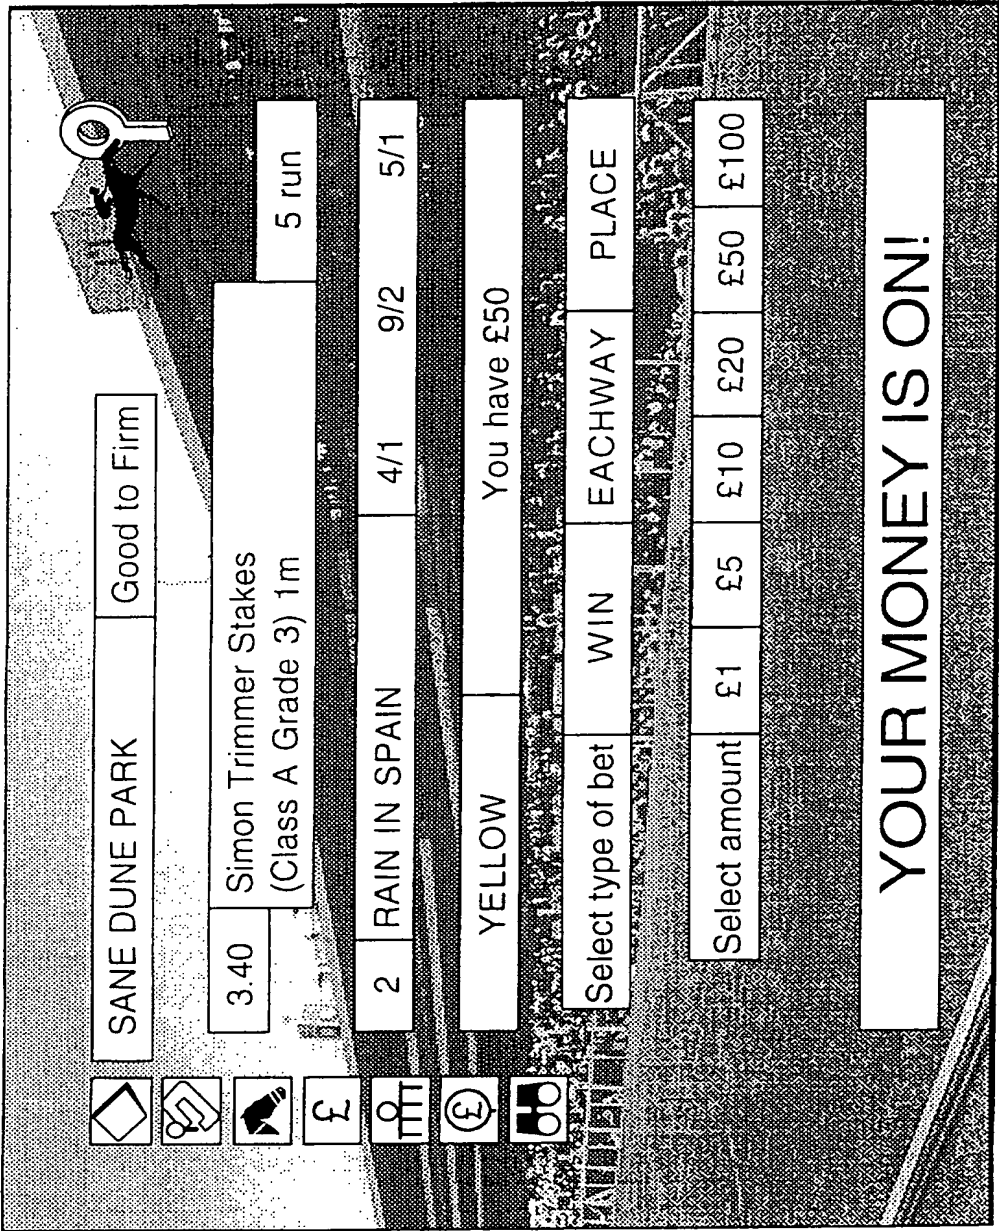 SANE DUNE PARK Good to Firm
3.40 Simon Trimmer Stakes
(Class A Grade 3) 1m 5 run
2 RAIN IN SPAIN 4/1 9/2 5/1
YELLOW You have £50
Select type of bet WIN EACHWAY PLACE
Select amount £1 £5 £10 £20 £50 £100
YOUR MONEY IS ON!
£
£